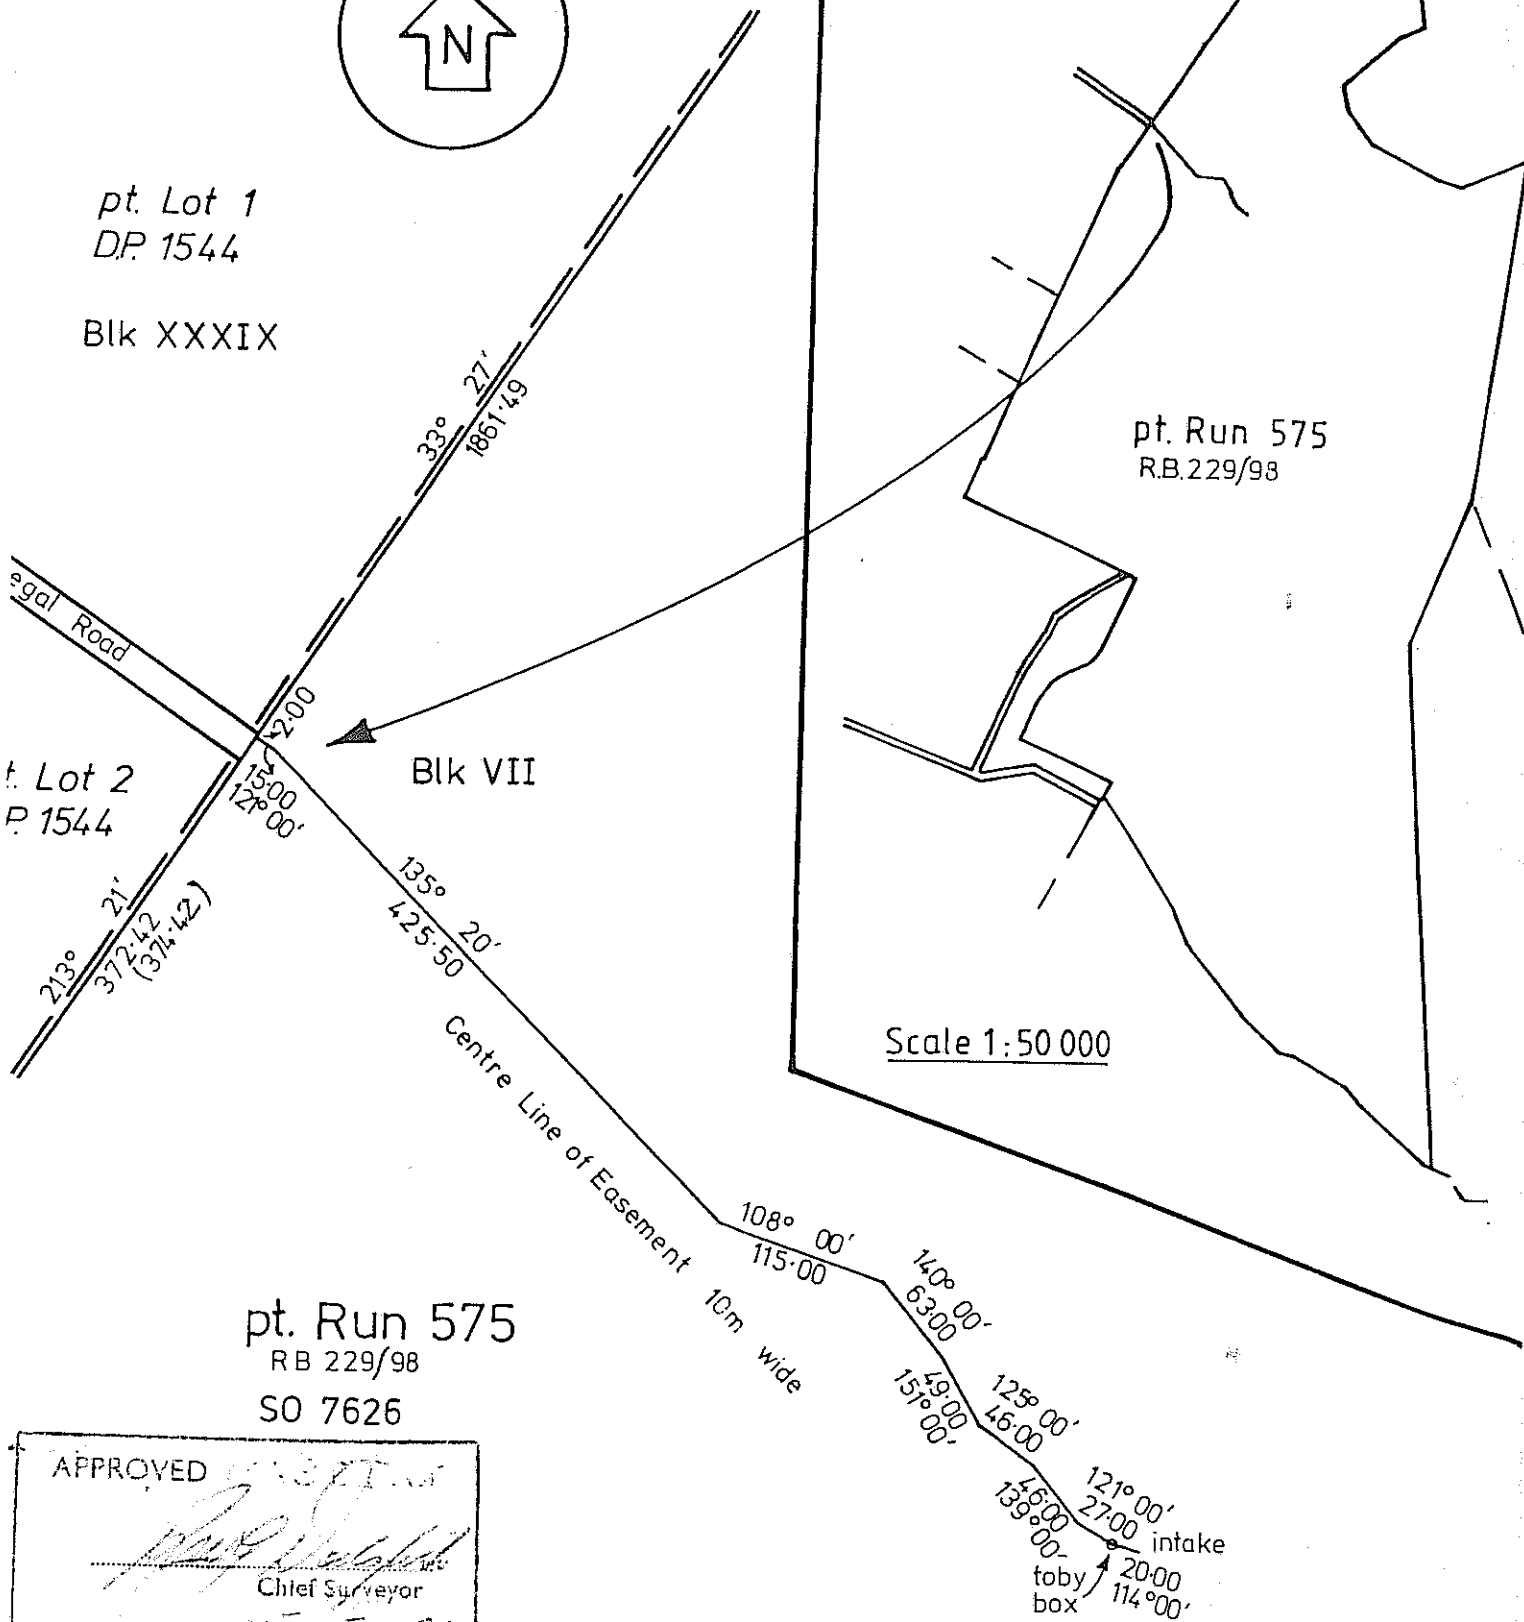 N
pt. Lot 1
D.P. 1544
Blk XXXIX
33° 27'
1861·49
pt. Run 575
R.B. 229/98
egal Road
2·00
15·00
121° 00'
Blk VII
t. Lot 2
P. 1544
213° 21'
372·42
(374·42)
135° 20'
425·50
Scale 1:50 000
Centre Line of Easement 10m wide
108° 00'
115·00
140° 00'
63·00
49·00
151° 00'
125° 00'
46·00
46·00
139° 00'
121° 00'
27·00
intake
20·00
114° 00'
toby
box
pt. Run 575
RB 229/98
SO 7626
APPROVED
Chief Surveyor